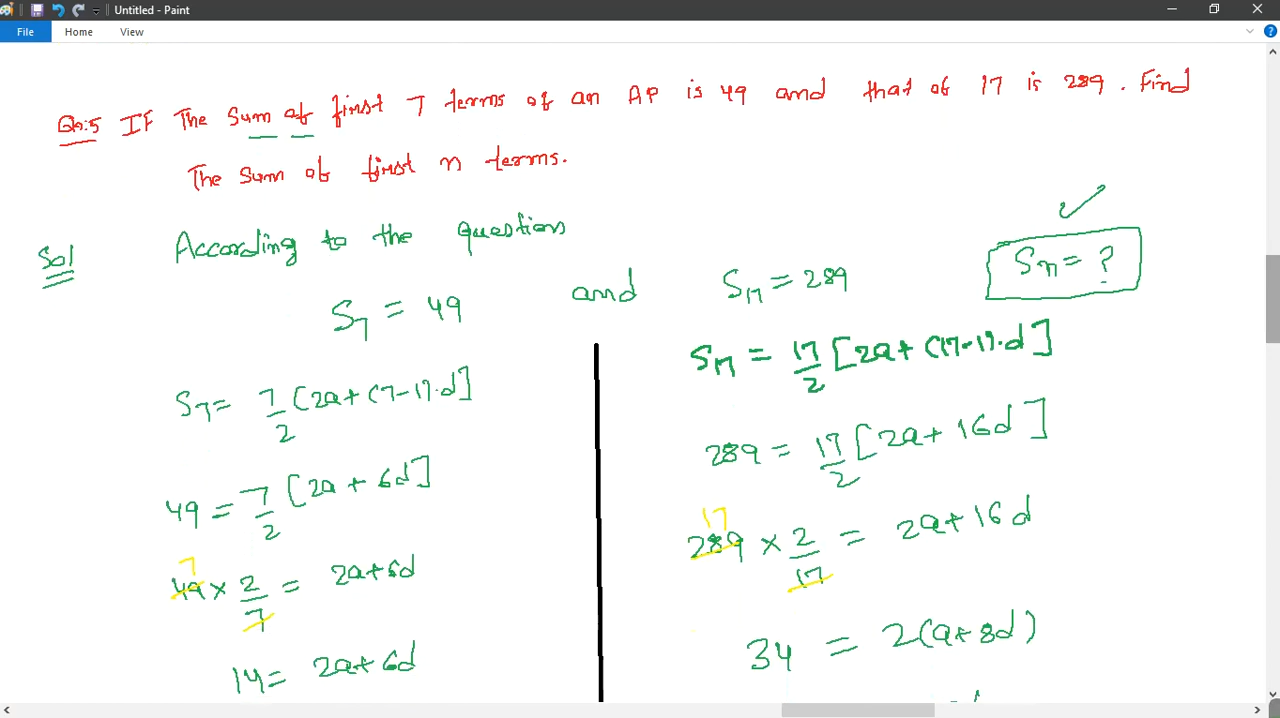 Untitled - Paint
File Home View
Qn:5 IF The Sum of first 7 terms of an AP is 49 and that of 17 is 289. Find
The Sum of first n terms.
Sol According to the question
S7 = 49 and S17 = 289 Sn = ?
S7 = 7/2 [2a+(7-1).d]
S17 = 17/2 [2a+(17-1).d]
49 = 7/2 [2a+6d]
289 = 17/2 [2a+16d]
7
49 × 2/7 = 2a+6d
17
289 × 2/17 = 2a+16d
14 = 2a+6d
34 = 2(a+8d)